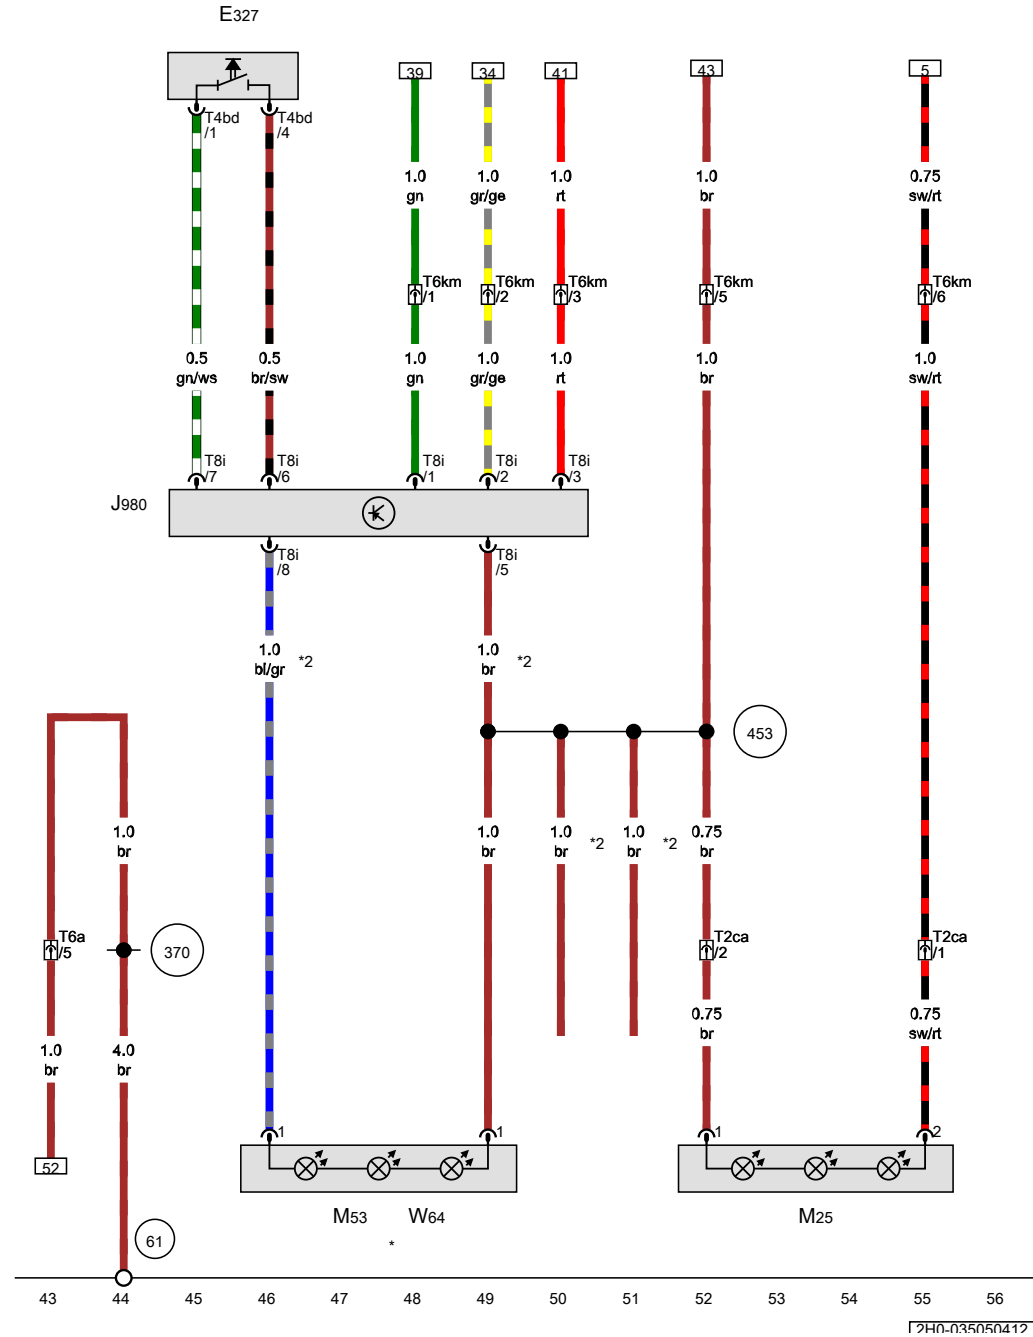 E327
39 34 41 43 5
T4bd
/1
T4bd
/4
1.0
gn
1.0
gr/ge
1.0
rt
1.0
br
0.75
sw/rt
T6km
/1
T6km
/2
T6km
/3
T6km
/5
T6km
/6
0.5
gn/ws
0.5
br/sw
1.0
gn
1.0
gr/ge
1.0
rt
1.0
br
1.0
sw/rt
T8i
/7
T8i
/6
T8i
/1
T8i
/2
T8i
/3
J980
T8i
/8
T8i
/5
1.0
bl/gr
*2
1.0
br
*2
453
1.0
br
1.0
br
1.0
br
*2
1.0
br
*2
0.75
br
T6a
/5
370
T2ca
/2
T2ca
/1
1.0
br
4.0
br
0.75
br
0.75
sw/rt
1
1
1
2
52
M53 W64
*
M25
61
43 44 45 46 47 48 49 50 51 52 53 54 55 56
2H0-035050412